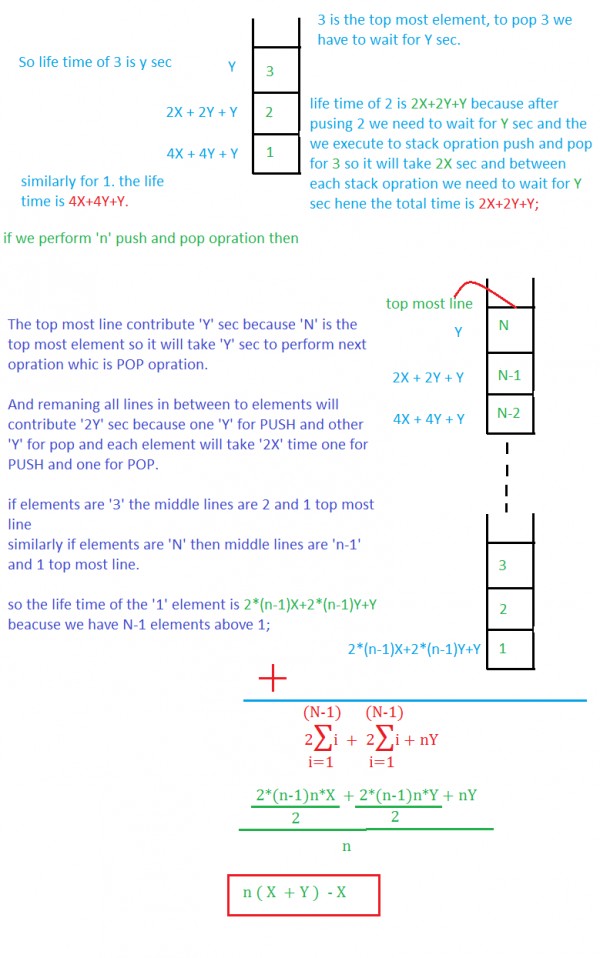 3 is the top most element, to pop 3 we
have to wait for Y sec.
So life time of 3 is y sec
Y
3
2X + 2Y + Y
2
4X + 4Y + Y
1
life time of 2 is 2X+2Y+Y because after
pusing 2 we need to wait for Y sec and the
we execute to stack opration push and pop
for 3 so it will take 2X sec and between
each stack opration we need to wait for Y
sec hene the total time is 2X+2Y+Y;
similarly for 1. the life
time is 4X+4Y+Y.
if we perform 'n' push and pop opration then
top most line
Y
N
2X + 2Y + Y
N-1
4X + 4Y + Y
N-2
The top most line contribute 'Y' sec because 'N' is the
top most element so it will take 'Y' sec to perform next
opration whic is POP opration.
And remaning all lines in between to elements will
contribute '2Y' sec because one 'Y' for PUSH and other
'Y' for pop and each element will take '2X' time one for
PUSH and one for POP.
if elements are '3' the middle lines are 2 and 1 top most
line
similarly if elements are 'N' then middle lines are 'n-1'
and 1 top most line.
so the life time of the '1' element is 2*(n-1)X+2*(n-1)Y+Y
beacuse we have N-1 elements above 1;
3
2
2*(n-1)X+2*(n-1)Y+Y
1
+
(N-1) (N-1)
2∑i + 2∑i + nY
i=1 i=1
2*(n-1)n*X + 2*(n-1)n*Y + nY
2 2
n
n ( X + Y ) - X